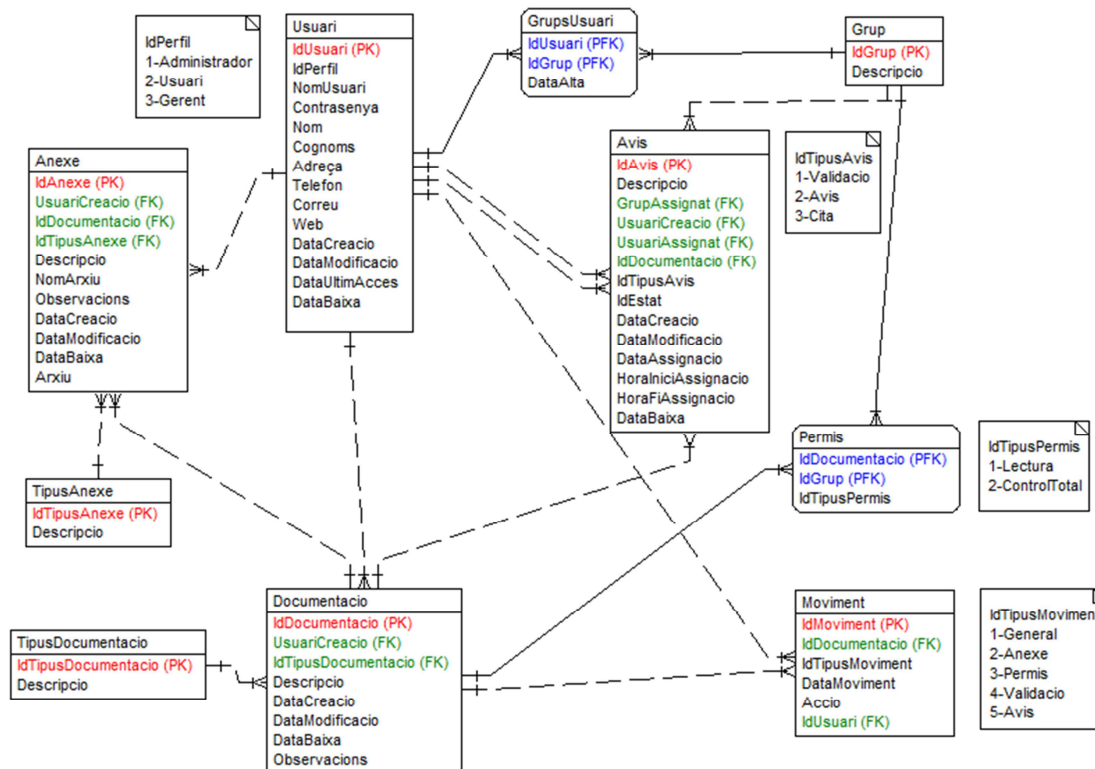 IdPerfil
1-Administrador
2-Usuari
3-Gerent
Usuari
IdUsuari (PK)
IdPerfil
NomUsuari
Contrasenya
Nom
Cognoms
Adreça
Telefon
Correu
Web
DataCreacio
DataModificacio
DataUltimAcces
DataBaixa
GrupsUsuari
IdUsuari (PFK)
IdGrup (PFK)
DataAlta
Grup
IdGrup (PK)
Descripcio
Anexe
IdAnexe (PK)
UsuariCreacio (FK)
IdDocumentacio (FK)
IdTipusAnexe (FK)
Descripcio
NomArxiu
Observacions
DataCreacio
DataModificacio
DataBaixa
Arxiu
Avis
IdAvis (PK)
Descripcio
GrupAssignat (FK)
UsuariCreacio (FK)
UsuariAssignat (FK)
IdDocumentacio (FK)
IdTipusAvis
IdEstat
DataCreacio
DataModificacio
DataAssignacio
HoraIniciAssignacio
HoraFiAssignacio
DataBaixa
IdTipusAvis
1-Validacio
2-Avis
3-Cita
Permis
IdDocumentacio (PFK)
IdGrup (PFK)
IdTipusPermis
IdTipusPermis
1-Lectura
2-ControlTotal
TipusAnexe
IdTipusAnexe (PK)
Descripcio
TipusDocumentacio
IdTipusDocumentacio (PK)
Descripcio
Documentacio
IdDocumentacio (PK)
UsuariCreacio (FK)
IdTipusDocumentacio (FK)
Descripcio
DataCreacio
DataModificacio
DataBaixa
Observacions
Moviment
IdMoviment (PK)
IdDocumentacio (FK)
IdTipusMoviment
DataMoviment
Accio
IdUsuari (FK)
IdTipusMoviment
1-General
2-Anexe
3-Permis
4-Validacio
5-Avis